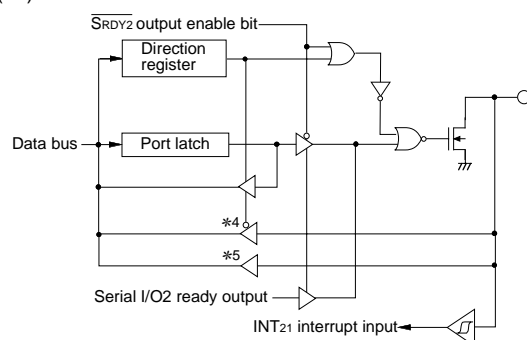 SRDY2 output enable bit
Direction
register
Data bus
Port latch
*4
*5
Serial I/O2 ready output
INT21 interrupt input